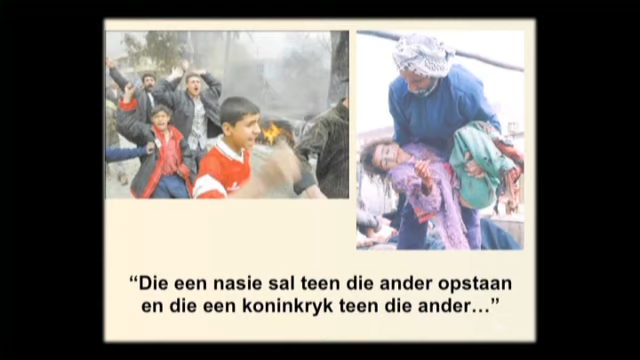 “Die een nasie sal teen die ander opstaan
en die een koninkryk teen die ander…”